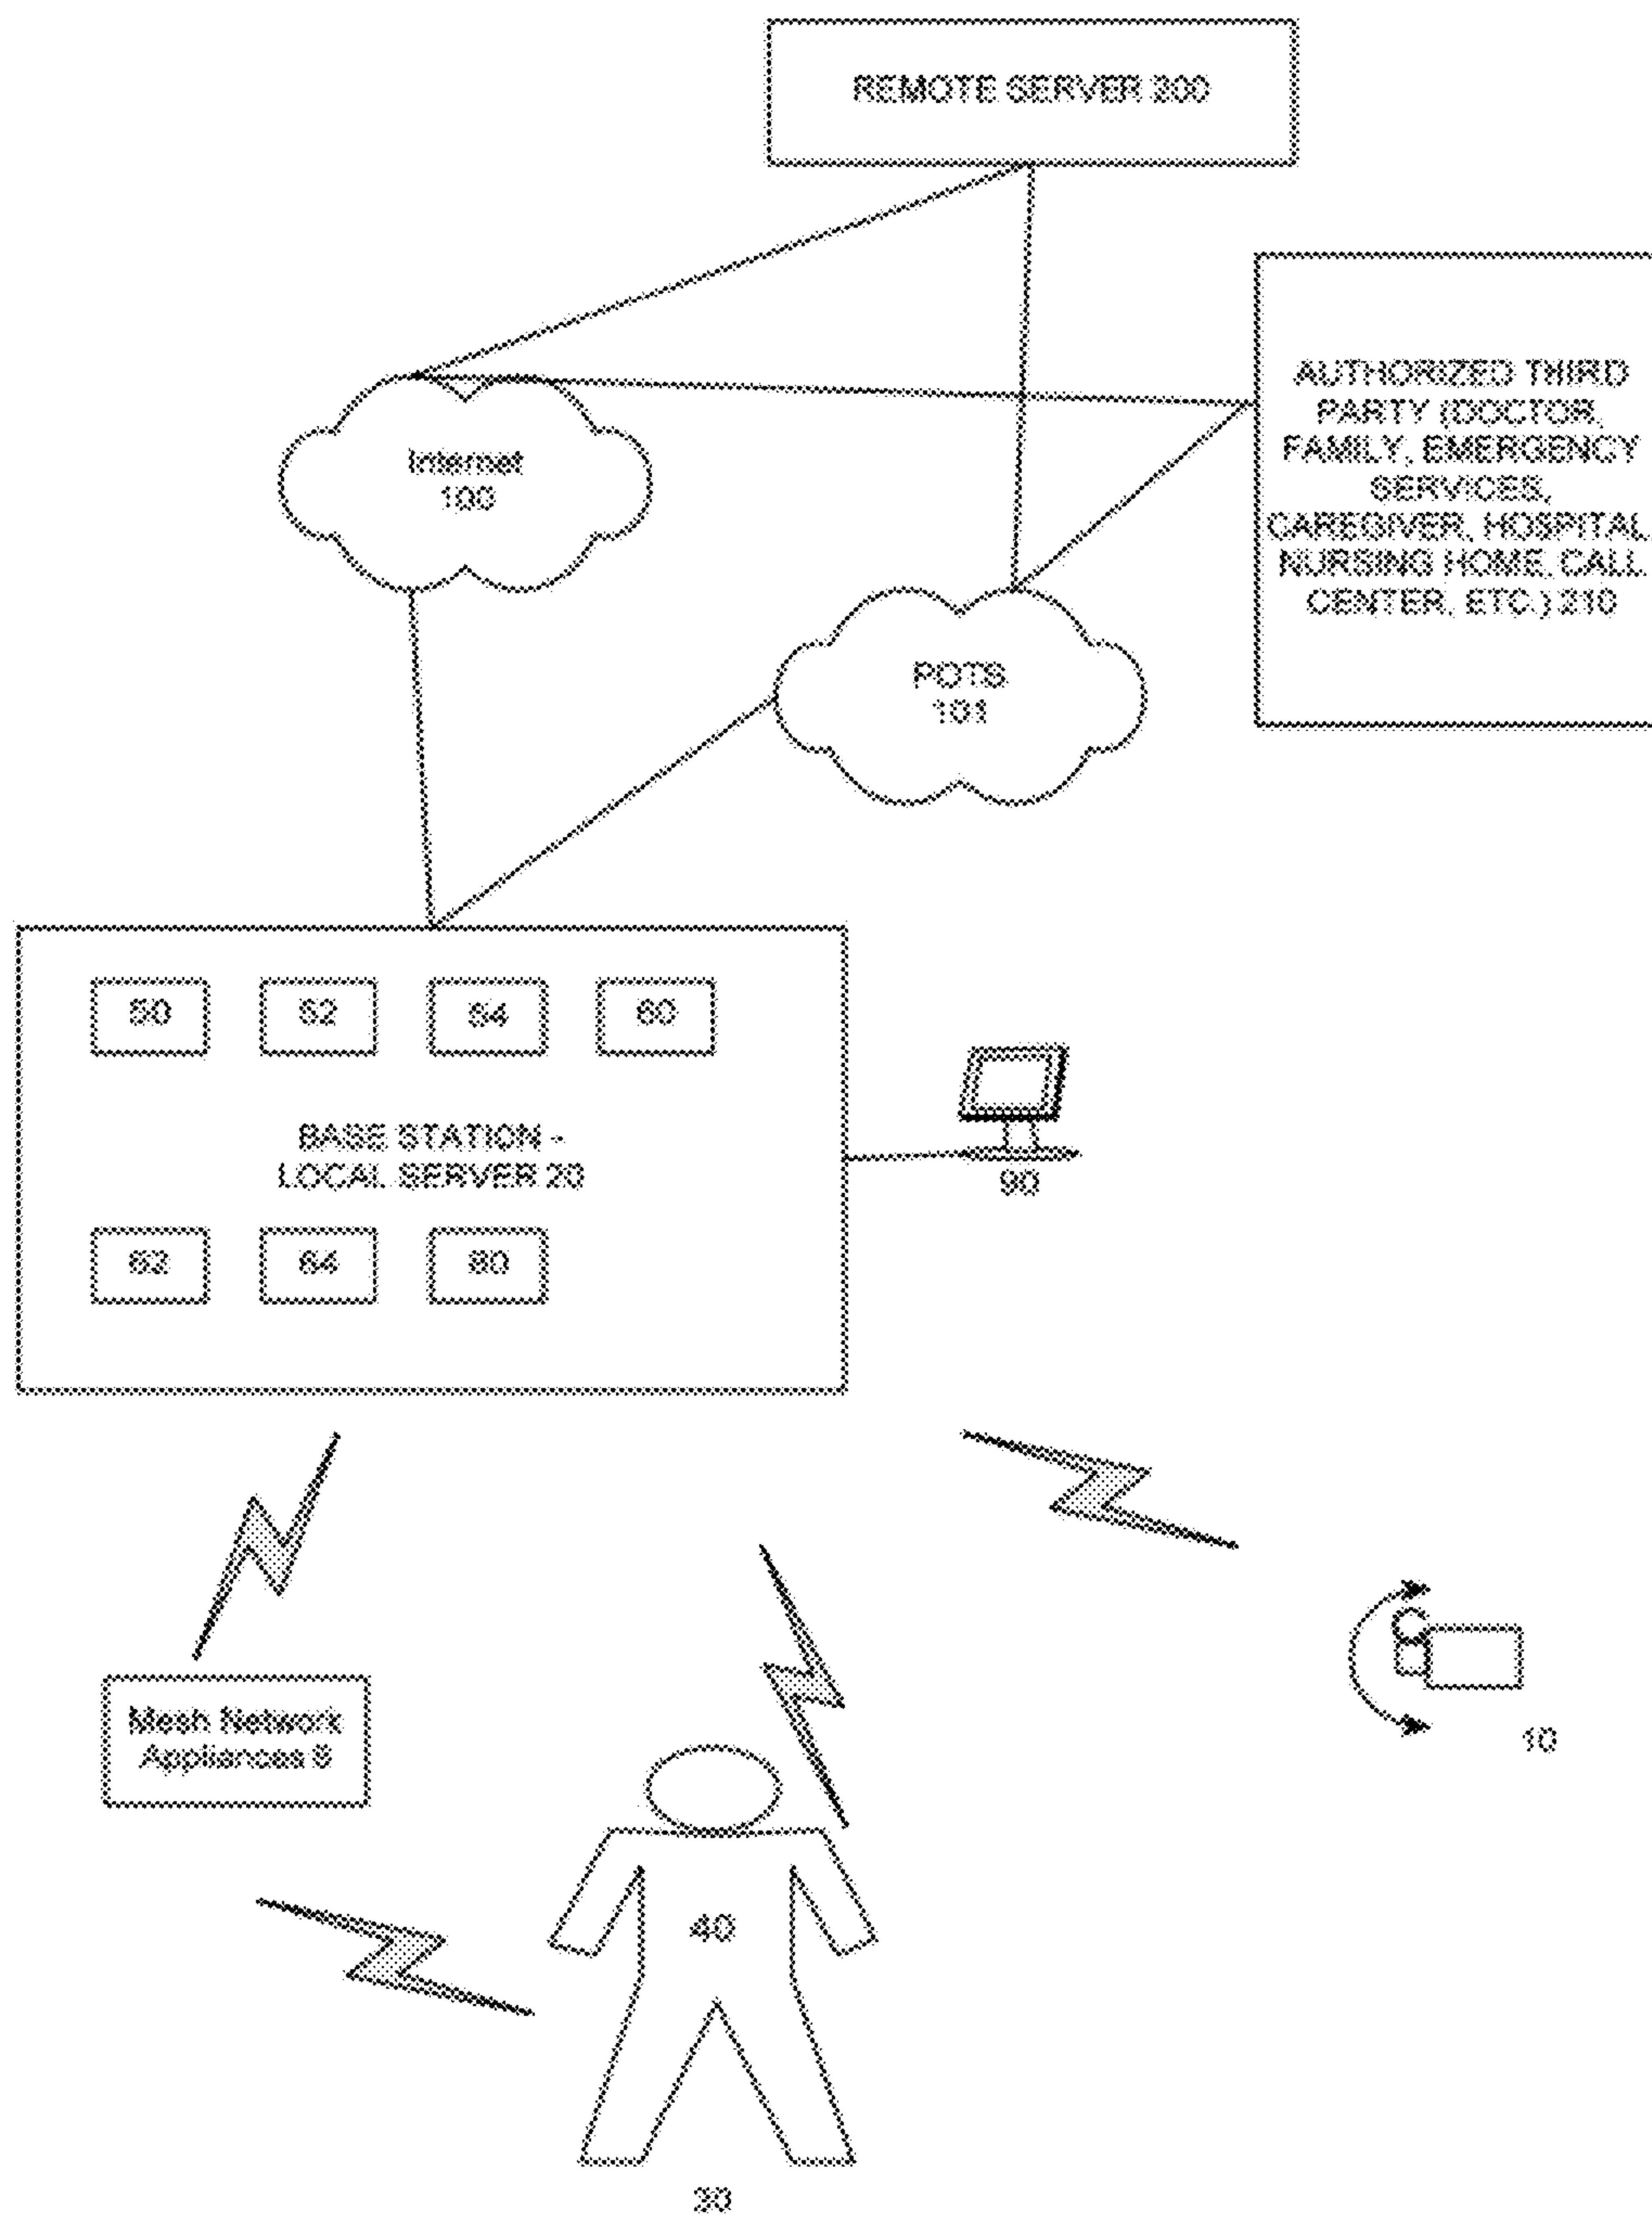 REMOTE SERVER 200
AUTHORIZED THIRD
PARTY (DOCTOR,
FAMILY, EMERGENCY
SERVICES,
CAREGIVER, HOSPITAL,
NURSING HOME, CALL
CENTER, ETC.) 210
Internet
100
POTS
101
50
52
54
60
BASE STATION -
LOCAL SERVER 20
90
62
64
80
Mesh Network
Appliances 8
10
40
30